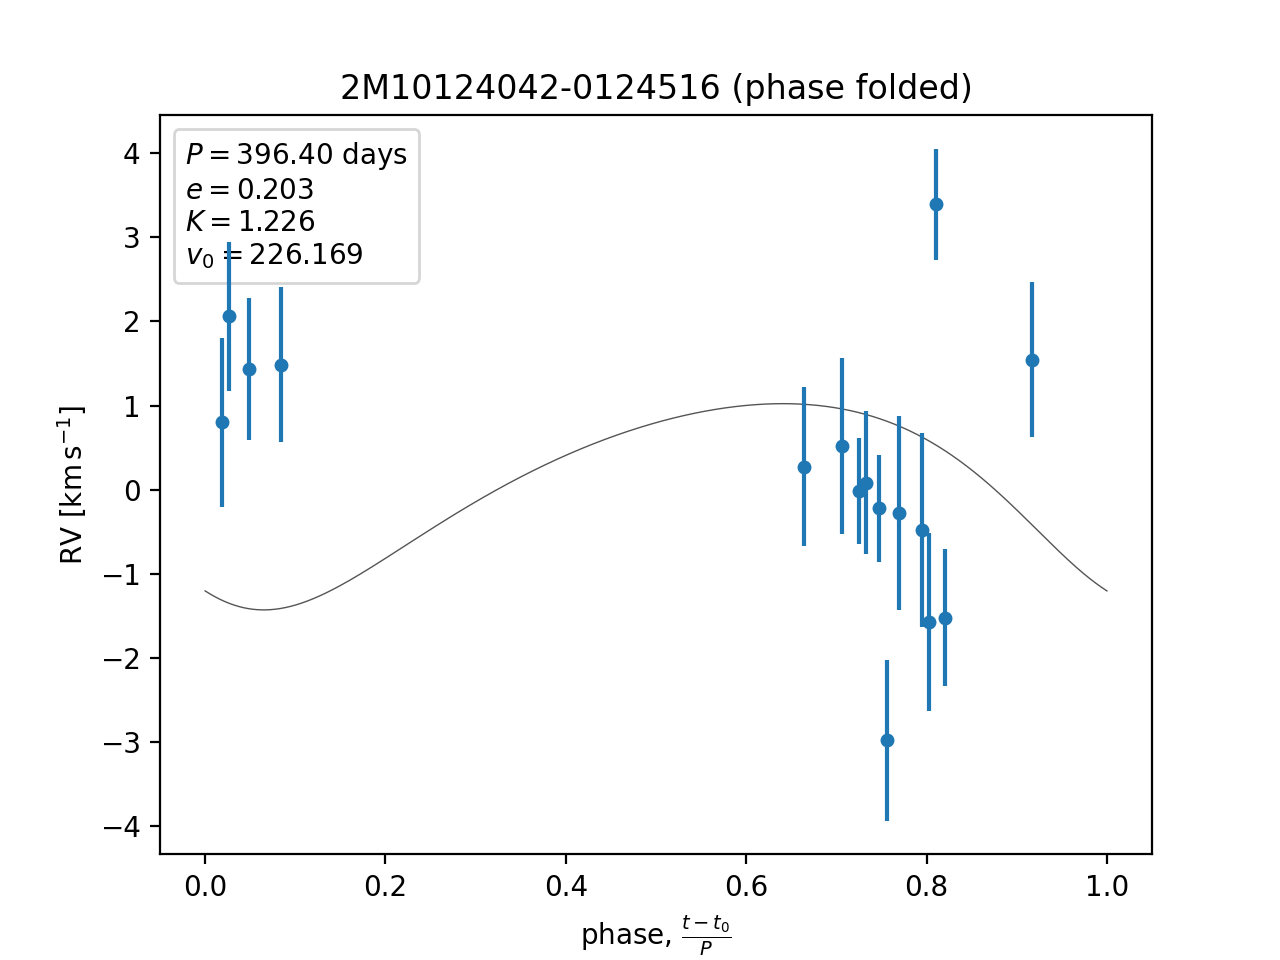 2M10124042-0124516 (phase folded)
P = 396.40 days
e = 0.203
K = 1.226
v₀ = 226.169
4
3
2
1
0
−1
−2
−3
−4
RV [km s⁻¹]
0.0 0.2 0.4 0.6 0.8 1.0
phase, (t − t₀)/P